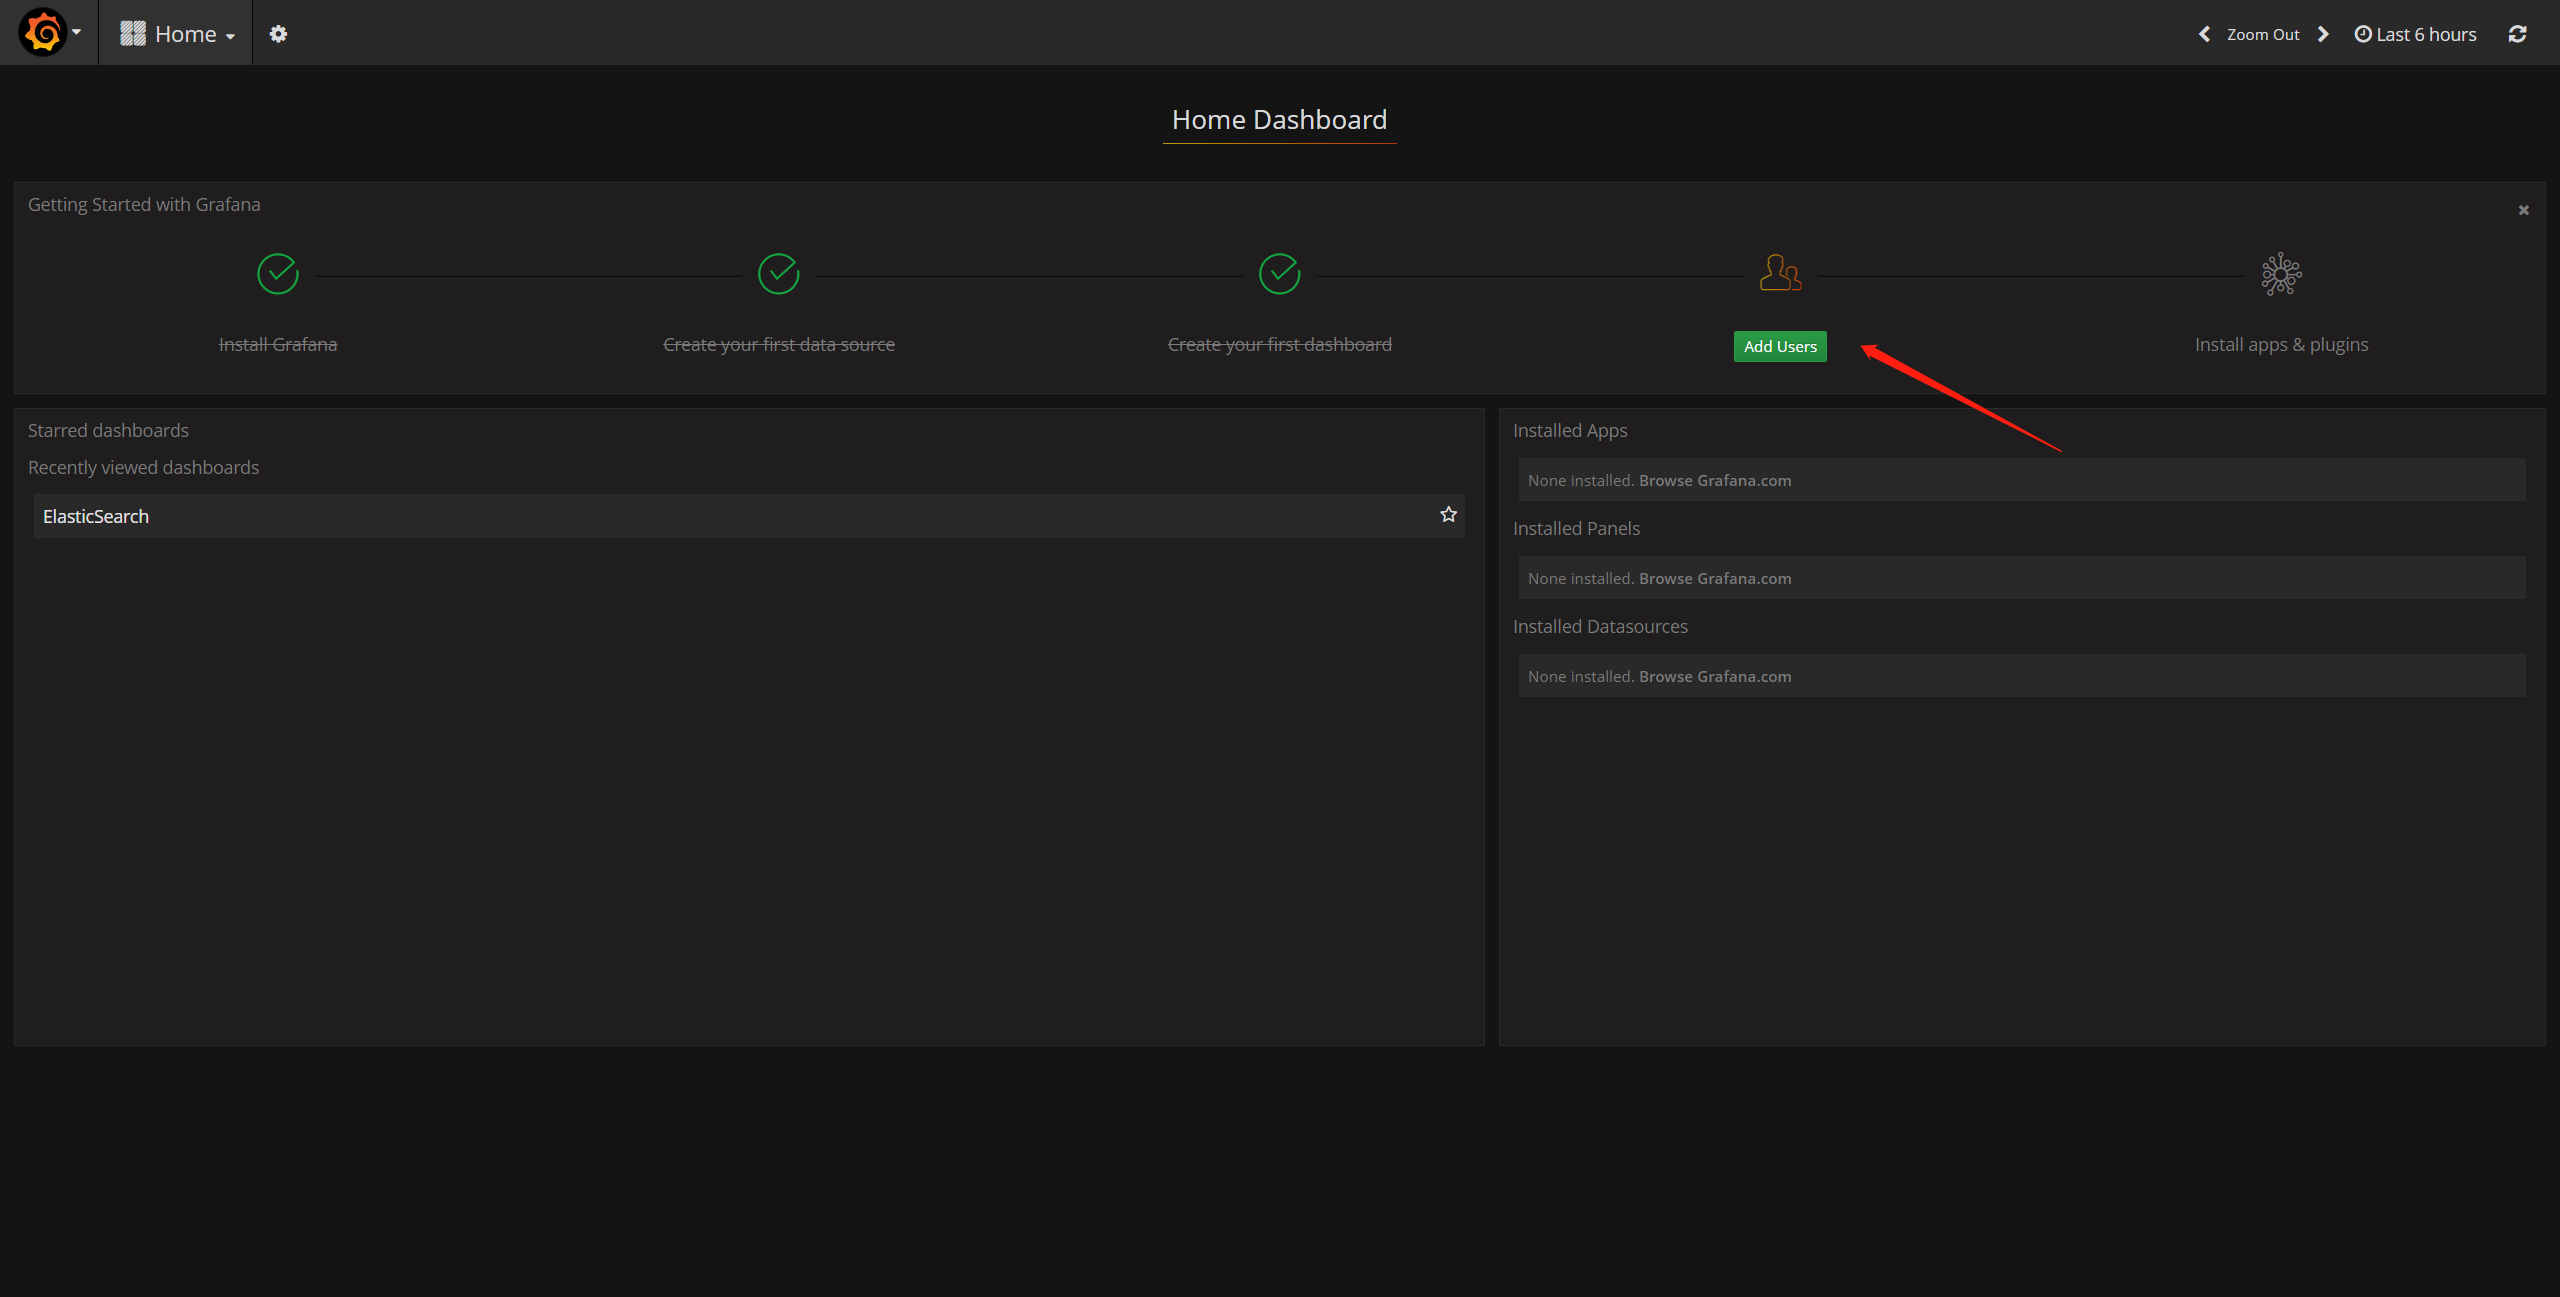 Home
Zoom Out
Last 6 hours
Home Dashboard
Getting Started with Grafana
Install Grafana
Create your first data source
Create your first dashboard
Add Users
Install apps & plugins
Starred dashboards
Recently viewed dashboards
ElasticSearch
Installed Apps
None installed. Browse Grafana.com
Installed Panels
None installed. Browse Grafana.com
Installed Datasources
None installed. Browse Grafana.com